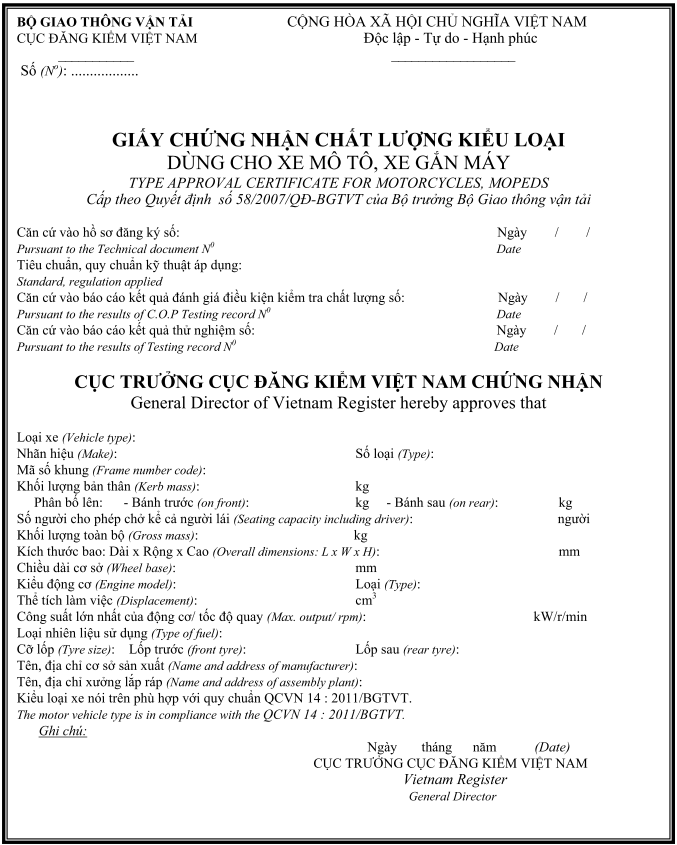 BỘ GIAO THÔNG VẬN TẢI CỘNG HÒA XÃ HỘI CHỦ NGHĨA VIỆT NAM
CỤC ĐĂNG KIỂM VIỆT NAM Độc lập - Tự do - Hạnh phúc
Số (Nº): ..................
GIẤY CHỨNG NHẬN CHẤT LƯỢNG KIỂU LOẠI
DÙNG CHO XE MÔ TÔ, XE GẮN MÁY
TYPE APPROVAL CERTIFICATE FOR MOTORCYCLES, MOPEDS
Cấp theo Quyết định số 58/2007/QĐ-BGTVT của Bộ trưởng Bộ Giao thông vận tải
Căn cứ vào hồ sơ đăng ký số: Ngày / /
Pursuant to the Technical document N⁰ Date
Tiêu chuẩn, quy chuẩn kỹ thuật áp dụng:
Standard, regulation applied
Căn cứ vào báo cáo kết quả đánh giá điều kiện kiểm tra chất lượng số: Ngày / /
Pursuant to the results of C.O.P Testing record N⁰ Date
Căn cứ vào báo cáo kết quả thử nghiệm số: Ngày / /
Pursuant to the results of Testing record N⁰ Date
CỤC TRƯỞNG CỤC ĐĂNG KIỂM VIỆT NAM CHỨNG NHẬN
General Director of Vietnam Register hereby approves that
Loại xe (Vehicle type):
Nhãn hiệu (Make): Số loại (Type):
Mã số khung (Frame number code):
Khối lượng bản thân (Kerb mass): kg
Phân bố lên: - Bánh trước (on front): kg - Bánh sau (on rear): kg
Số người cho phép chở kể cả người lái (Seating capacity including driver): người
Khối lượng toàn bộ (Gross mass): kg
Kích thước bao: Dài x Rộng x Cao (Overall dimensions: L x W x H): mm
Chiều dài cơ sở (Wheel base): mm
Kiểu động cơ (Engine model): Loại (Type):
Thể tích làm việc (Displacement): cm³
Công suất lớn nhất của động cơ/ tốc độ quay (Max. output/ rpm): kW/r/min
Loại nhiên liệu sử dụng (Type of fuel):
Cỡ lốp (Tyre size): Lốp trước (front tyre): Lốp sau (rear tyre):
Tên, địa chỉ cơ sở sản xuất (Name and address of manufacturer):
Tên, địa chỉ xưởng lắp ráp (Name and address of assembly plant):
Kiểu loại xe nói trên phù hợp với quy chuẩn QCVN 14 : 2011/BGTVT.
The motor vehicle type is in compliance with the QCVN 14 : 2011/BGTVT.
Ghi chú:
Ngày tháng năm (Date)
CỤC TRƯỞNG CỤC ĐĂNG KIỂM VIỆT NAM
Vietnam Register
General Director